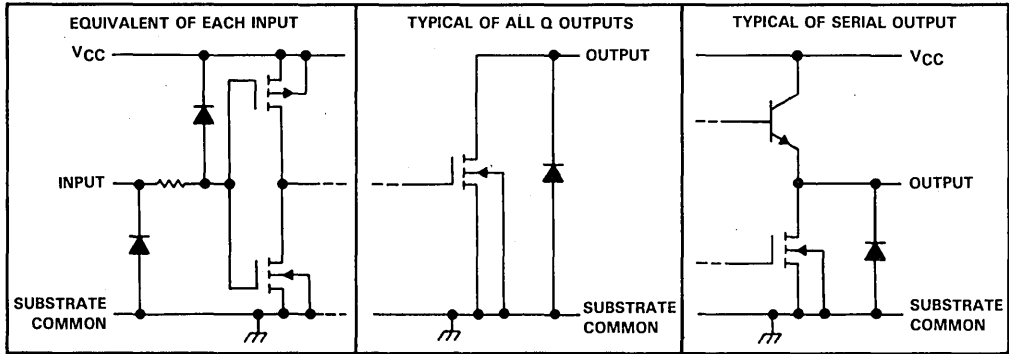 EQUIVALENT OF EACH INPUT
VCC
INPUT
SUBSTRATE
COMMON
TYPICAL OF ALL Q OUTPUTS
OUTPUT
SUBSTRATE
COMMON
TYPICAL OF SERIAL OUTPUT
VCC
OUTPUT
SUBSTRATE
COMMON